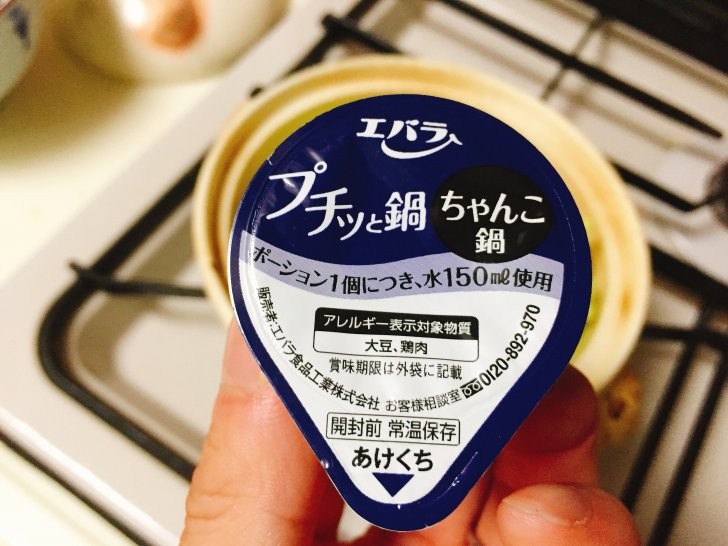 エバラ
プチッと鍋
ちゃんこ
鍋
ポーション1個につき、水150㎖使用
アレルギー表示対象物質
大豆、鶏肉
賞味期限は外袋に記載
販売者:エバラ食品工業株式会社 お客様相談室 0120-892-970
開封前 常温保存
あけくち